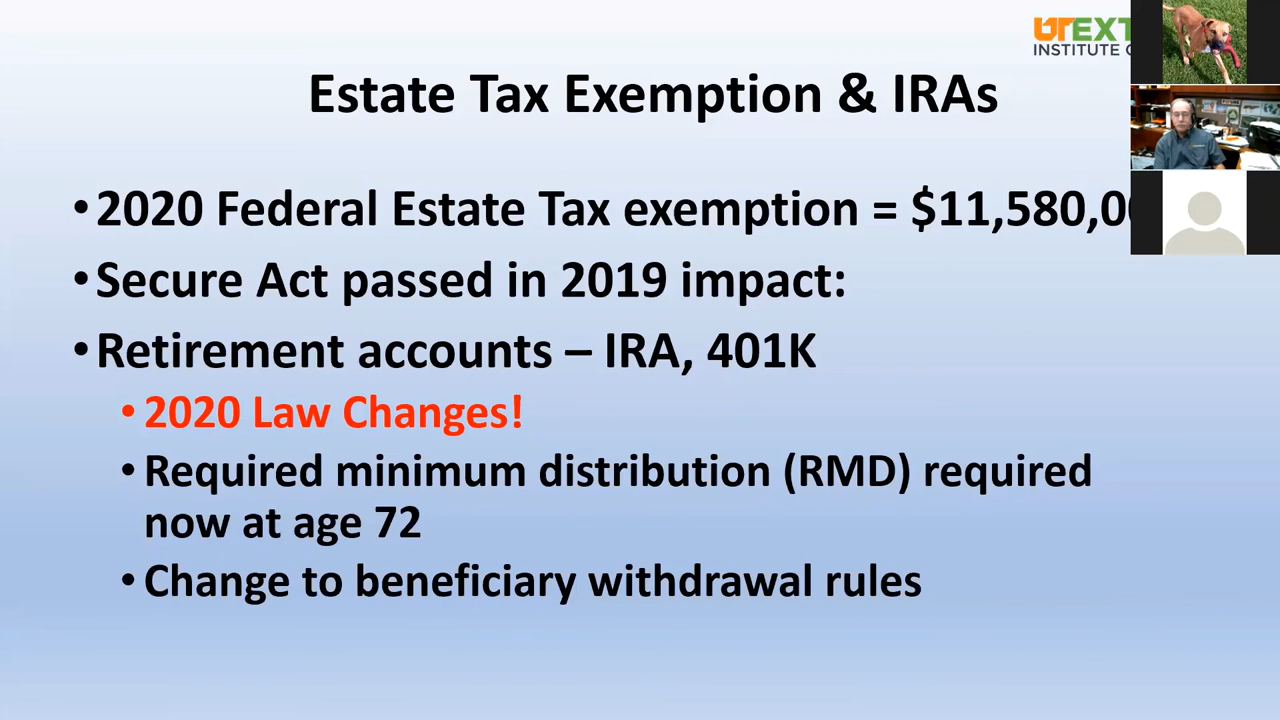 UTEXT
INSTITUTE
Estate Tax Exemption & IRAs
•2020 Federal Estate Tax exemption = $11,580,0
•Secure Act passed in 2019 impact:
•Retirement accounts – IRA, 401K
•2020 Law Changes!
•Required minimum distribution (RMD) required
now at age 72
•Change to beneficiary withdrawal rules